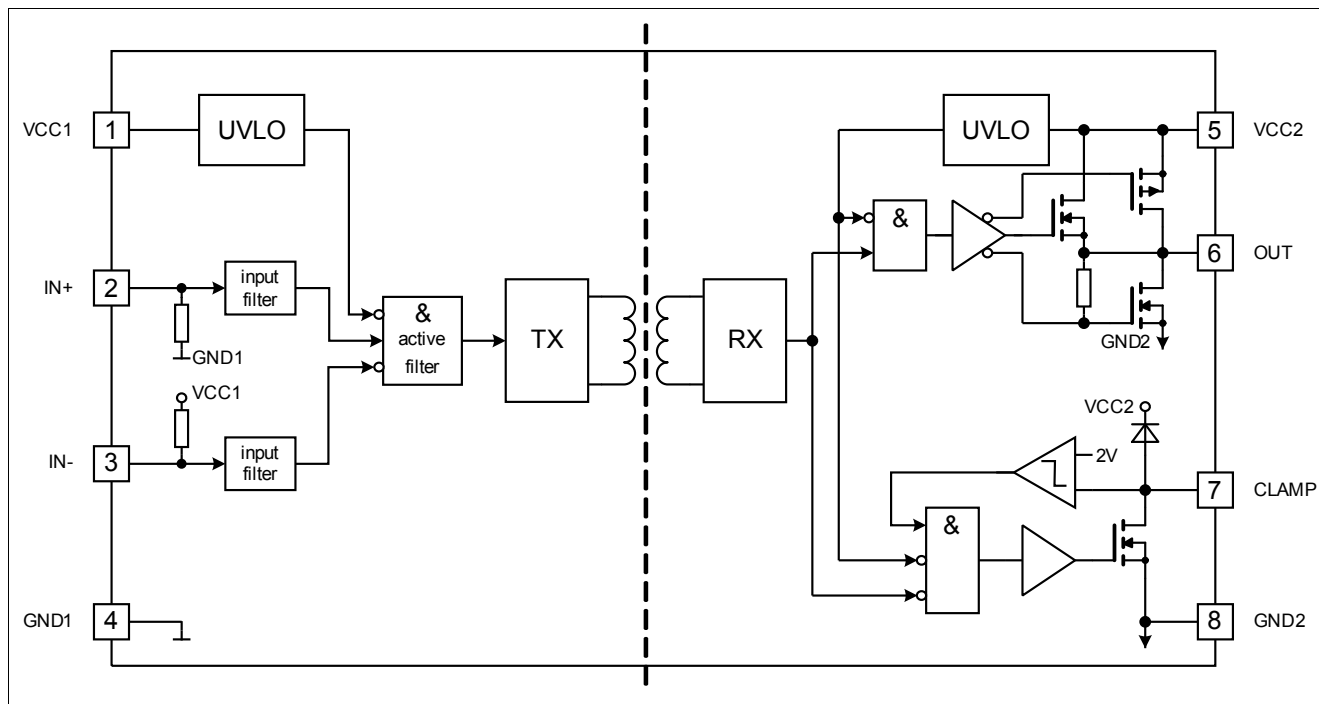 VCC1
1
UVLO
IN+
2
input
filter
GND1
VCC1
IN-
3
input
filter
GND1
4
&
active
filter
TX
RX
UVLO
5
VCC2
&
6
OUT
GND2
VCC2
2V
7
CLAMP
&
8
GND2